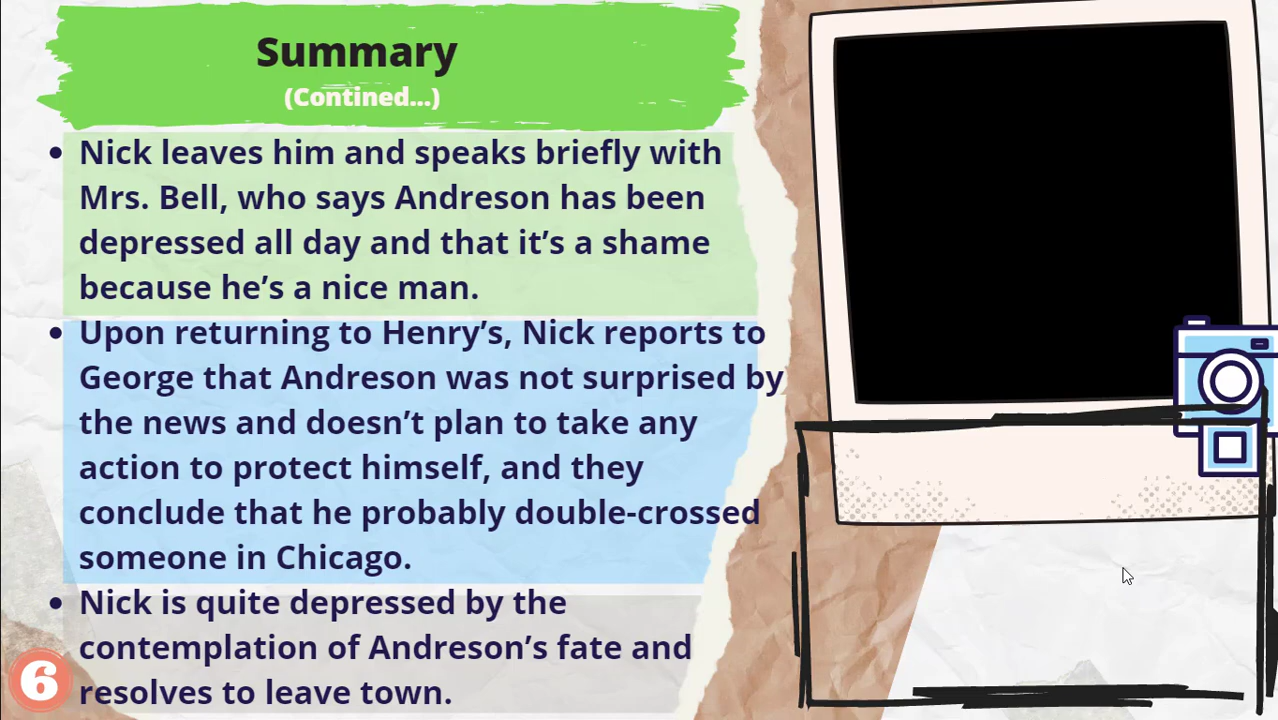 Summary
(Contined...)
• Nick leaves him and speaks briefly with
Mrs. Bell, who says Andreson has been
depressed all day and that it’s a shame
because he’s a nice man.
• Upon returning to Henry’s, Nick reports to
George that Andreson was not surprised by
the news and doesn’t plan to take any
action to protect himself, and they
conclude that he probably double-crossed
someone in Chicago.
• Nick is quite depressed by the
contemplation of Andreson’s fate and
resolves to leave town.
6